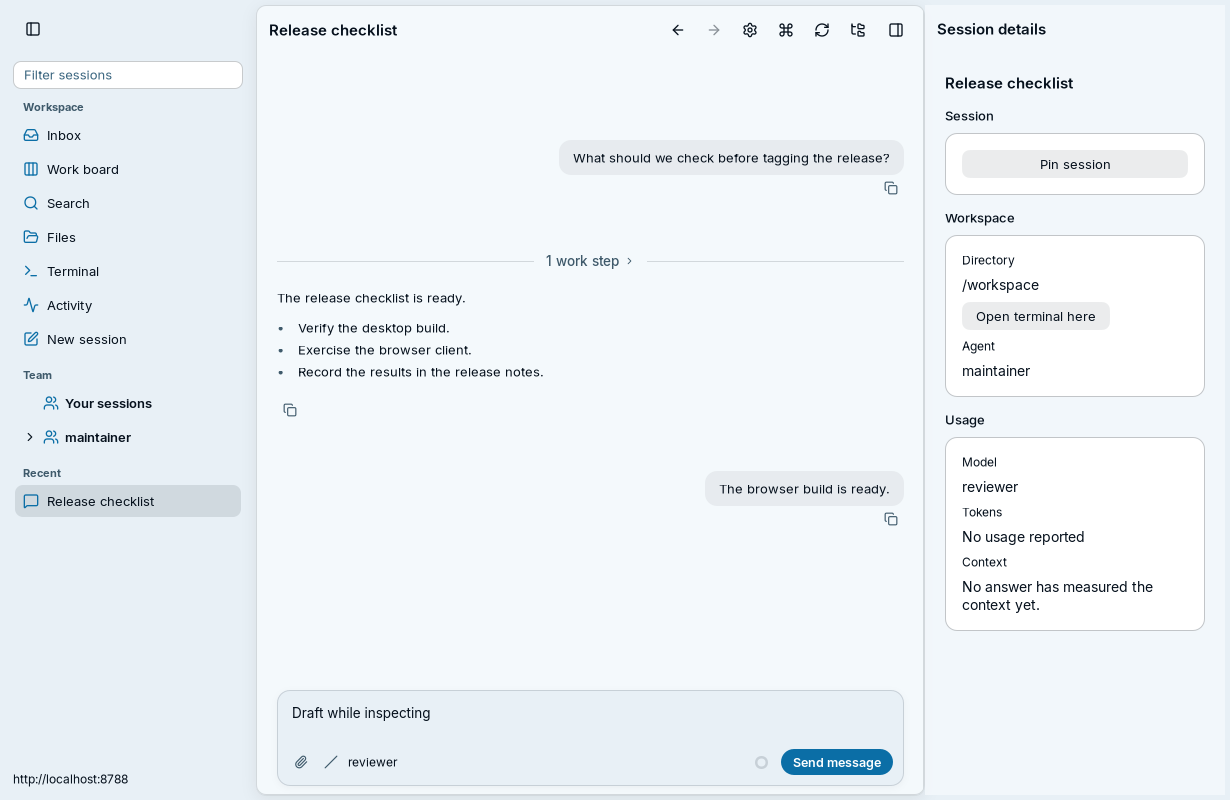 Filter sessions
Workspace
Inbox
Work board
Search
Files
Terminal
Activity
New session
Team
Your sessions
maintainer
Recent
Release checklist
http://localhost:8788
Release checklist
What should we check before tagging the release?
1 work step
The release checklist is ready.
• Verify the desktop build.
• Exercise the browser client.
• Record the results in the release notes.
The browser build is ready.
Draft while inspecting
reviewer
Send message
Session details
Release checklist
Session
Pin session
Workspace
Directory
/workspace
Open terminal here
Agent
maintainer
Usage
Model
reviewer
Tokens
No usage reported
Context
No answer has measured the
context yet.